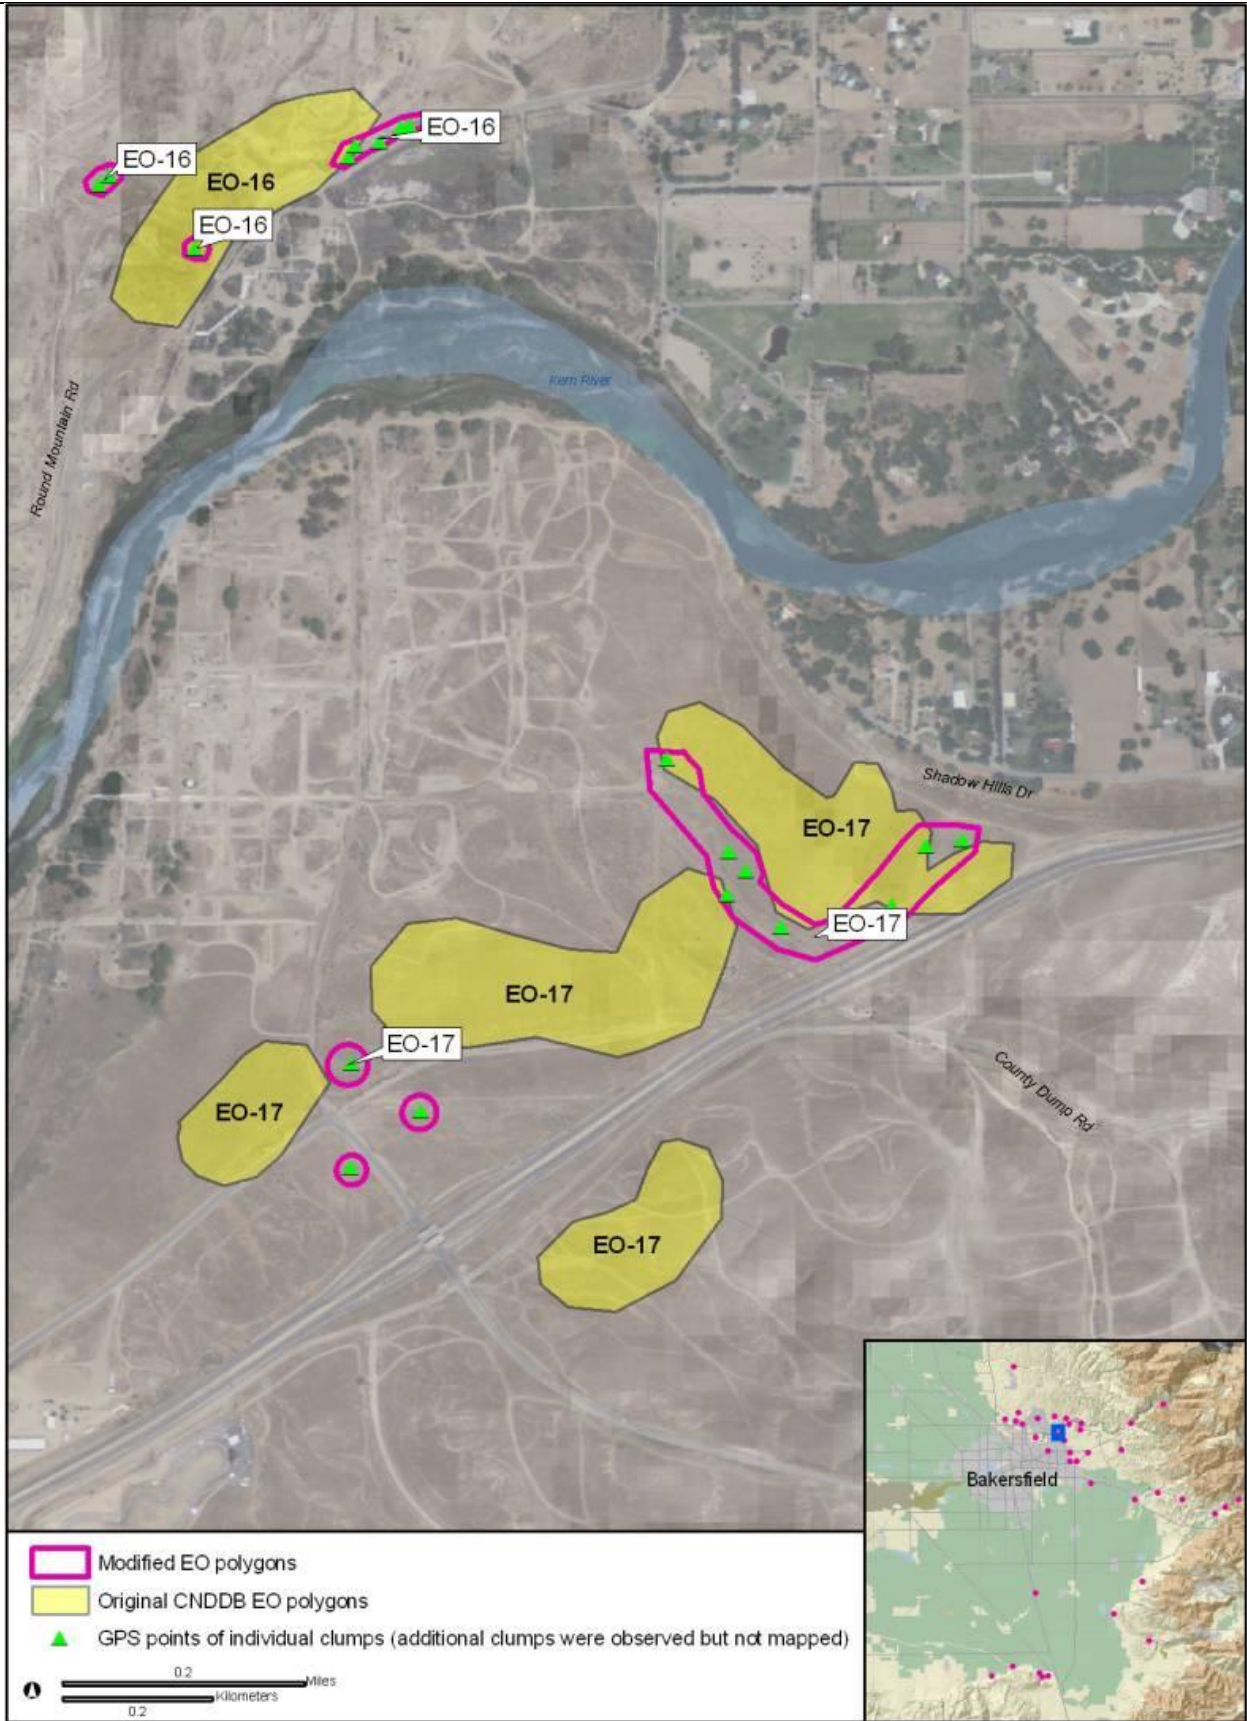 EO-16
EO-16
EO-16
EO-16
Kern River
Round Mountain Rd
Shadow Hills Dr
EO-17
EO-17
EO-17
EO-17
County Dump Rd
EO-17
EO-17
Bakersfield
Modified EO polygons
Original CNDDB EO polygons
GPS points of individual clumps (additional clumps were observed but not mapped)
0.2
Miles
Kilometers
0.2